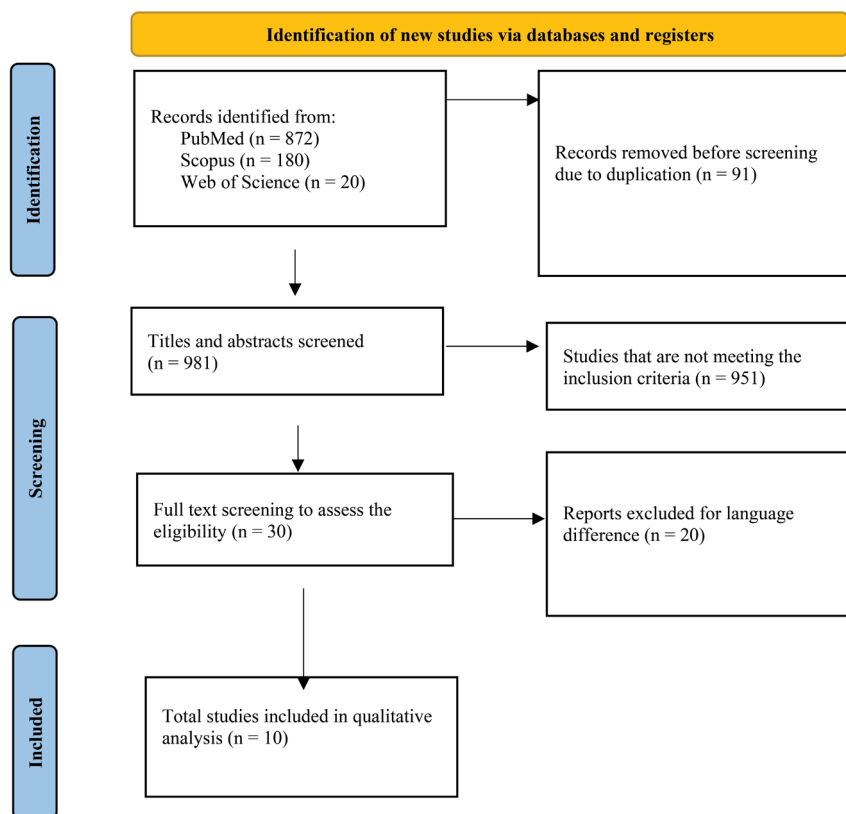 Identification of new studies via databases and registers
Identification
Records identified from:
PubMed (n = 872)
Scopus (n = 180)
Web of Science (n = 20)
Records removed before screening
due to duplication (n = 91)
Screening
Titles and abstracts screened
(n = 981)
Studies that are not meeting the
inclusion criteria (n = 951)
Full text screening to assess the
eligibility (n = 30)
Reports excluded for language
difference (n = 20)
Included
Total studies included in qualitative
analysis (n = 10)